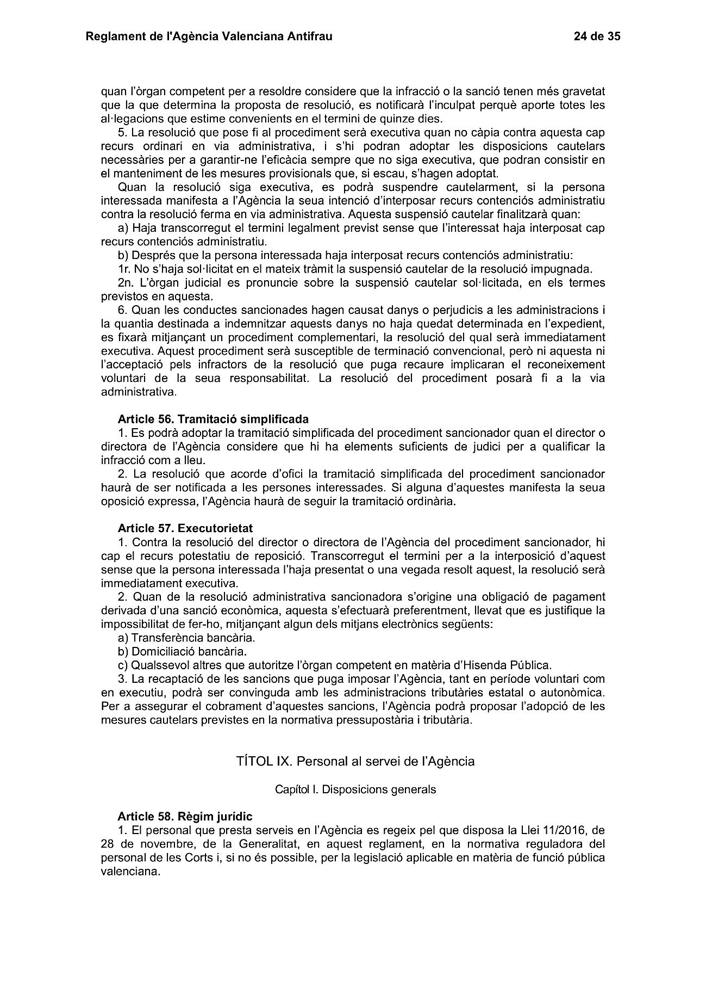 Reglament de l'Agència Valenciana Antifrau 24 de 35
quan l’òrgan competent per a resoldre considere que la infracció o la sanció tenen més gravetat
que la que determina la proposta de resolució, es notificarà l’inculpat perquè aporte totes les
al·legacions que estime convenients en el termini de quinze dies.
5. La resolució que pose fi al procediment serà executiva quan no càpia contra aquesta cap
recurs ordinari en via administrativa, i s’hi podran adoptar les disposicions cautelars
necessàries per a garantir-ne l’eficàcia sempre que no siga executiva, que podran consistir en
el manteniment de les mesures provisionals que, si escau, s’hagen adoptat.
Quan la resolució siga executiva, es podrà suspendre cautelarment, si la persona
interessada manifesta a l’Agència la seua intenció d’interposar recurs contenciós administratiu
contra la resolució ferma en via administrativa. Aquesta suspensió cautelar finalitzarà quan:
a) Haja transcorregut el termini legalment previst sense que l’interessat haja interposat cap
recurs contenciós administratiu.
b) Després que la persona interessada haja interposat recurs contenciós administratiu:
1r. No s’haja sol·licitat en el mateix tràmit la suspensió cautelar de la resolució impugnada.
2n. L’òrgan judicial es pronuncie sobre la suspensió cautelar sol·licitada, en els termes
previstos en aquesta.
6. Quan les conductes sancionades hagen causat danys o perjudicis a les administracions i
la quantia destinada a indemnitzar aquests danys no haja quedat determinada en l’expedient,
es fixarà mitjançant un procediment complementari, la resolució del qual serà immediatament
executiva. Aquest procediment serà susceptible de terminació convencional, però ni aquesta ni
l’acceptació pels infractors de la resolució que puga recaure implicaran el reconeixement
voluntari de la seua responsabilitat. La resolució del procediment posarà fi a la via
administrativa.
Article 56. Tramitació simplificada
1. Es podrà adoptar la tramitació simplificada del procediment sancionador quan el director o
directora de l’Agència considere que hi ha elements suficients de judici per a qualificar la
infracció com a lleu.
2. La resolució que acorde d’ofici la tramitació simplificada del procediment sancionador
haurà de ser notificada a les persones interessades. Si alguna d’aquestes manifesta la seua
oposició expressa, l’Agència haurà de seguir la tramitació ordinària.
Article 57. Executorietat
1. Contra la resolució del director o directora de l’Agència del procediment sancionador, hi
cap el recurs potestatiu de reposició. Transcorregut el termini per a la interposició d’aquest
sense que la persona interessada l’haja presentat o una vegada resolt aquest, la resolució serà
immediatament executiva.
2. Quan de la resolució administrativa sancionadora s’origine una obligació de pagament
derivada d’una sanció econòmica, aquesta s’efectuarà preferentment, llevat que es justifique la
impossibilitat de fer-ho, mitjançant algun dels mitjans electrònics següents:
a) Transferència bancària.
b) Domiciliació bancària.
c) Qualssevol altres que autoritze l’òrgan competent en matèria d’Hisenda Pública.
3. La recaptació de les sancions que puga imposar l’Agència, tant en període voluntari com
en executiu, podrà ser convinguda amb les administracions tributàries estatal o autonòmica.
Per a assegurar el cobrament d’aquestes sancions, l’Agència podrà proposar l’adopció de les
mesures cautelars previstes en la normativa pressupostària i tributària.
TÍTOL IX. Personal al servei de l’Agència
Capítol I. Disposicions generals
Article 58. Règim jurídic
1. El personal que presta serveis en l’Agència es regeix pel que disposa la Llei 11/2016, de
28 de novembre, de la Generalitat, en aquest reglament, en la normativa reguladora del
personal de les Corts i, si no és possible, per la legislació aplicable en matèria de funció pública
valenciana.